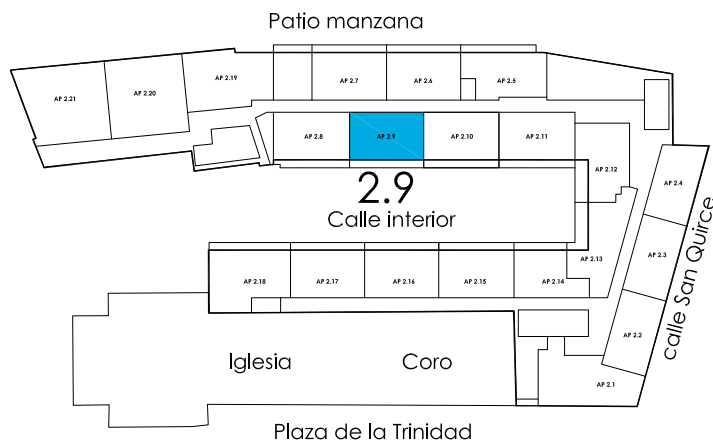 Patio manzana
AP 2.19
AP 2.20
AP 2.21
AP 2.7
AP 2.6
AP 2.5
AP 2.8
AP 2.9
AP 2.10
AP 2.11
AP 2.12
AP 2.4
2.9
Calle interior
calle San Quirce
AP 2.3
AP 2.13
AP 2.18
AP 2.17
AP 2.16
AP 2.15
AP 2.14
AP 2.2
Iglesia
Coro
AP 2.1
Plaza de la Trinidad